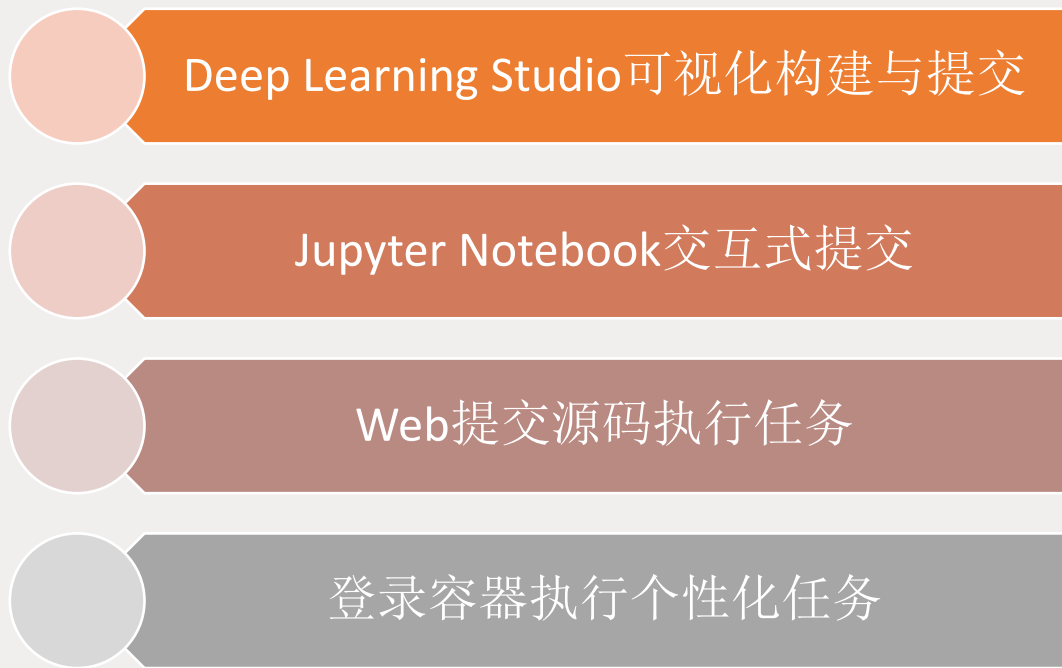 Deep Learning Studio可视化构建与提交
Jupyter Notebook交互式提交
Web提交源码执行任务
登录容器执行个性化任务